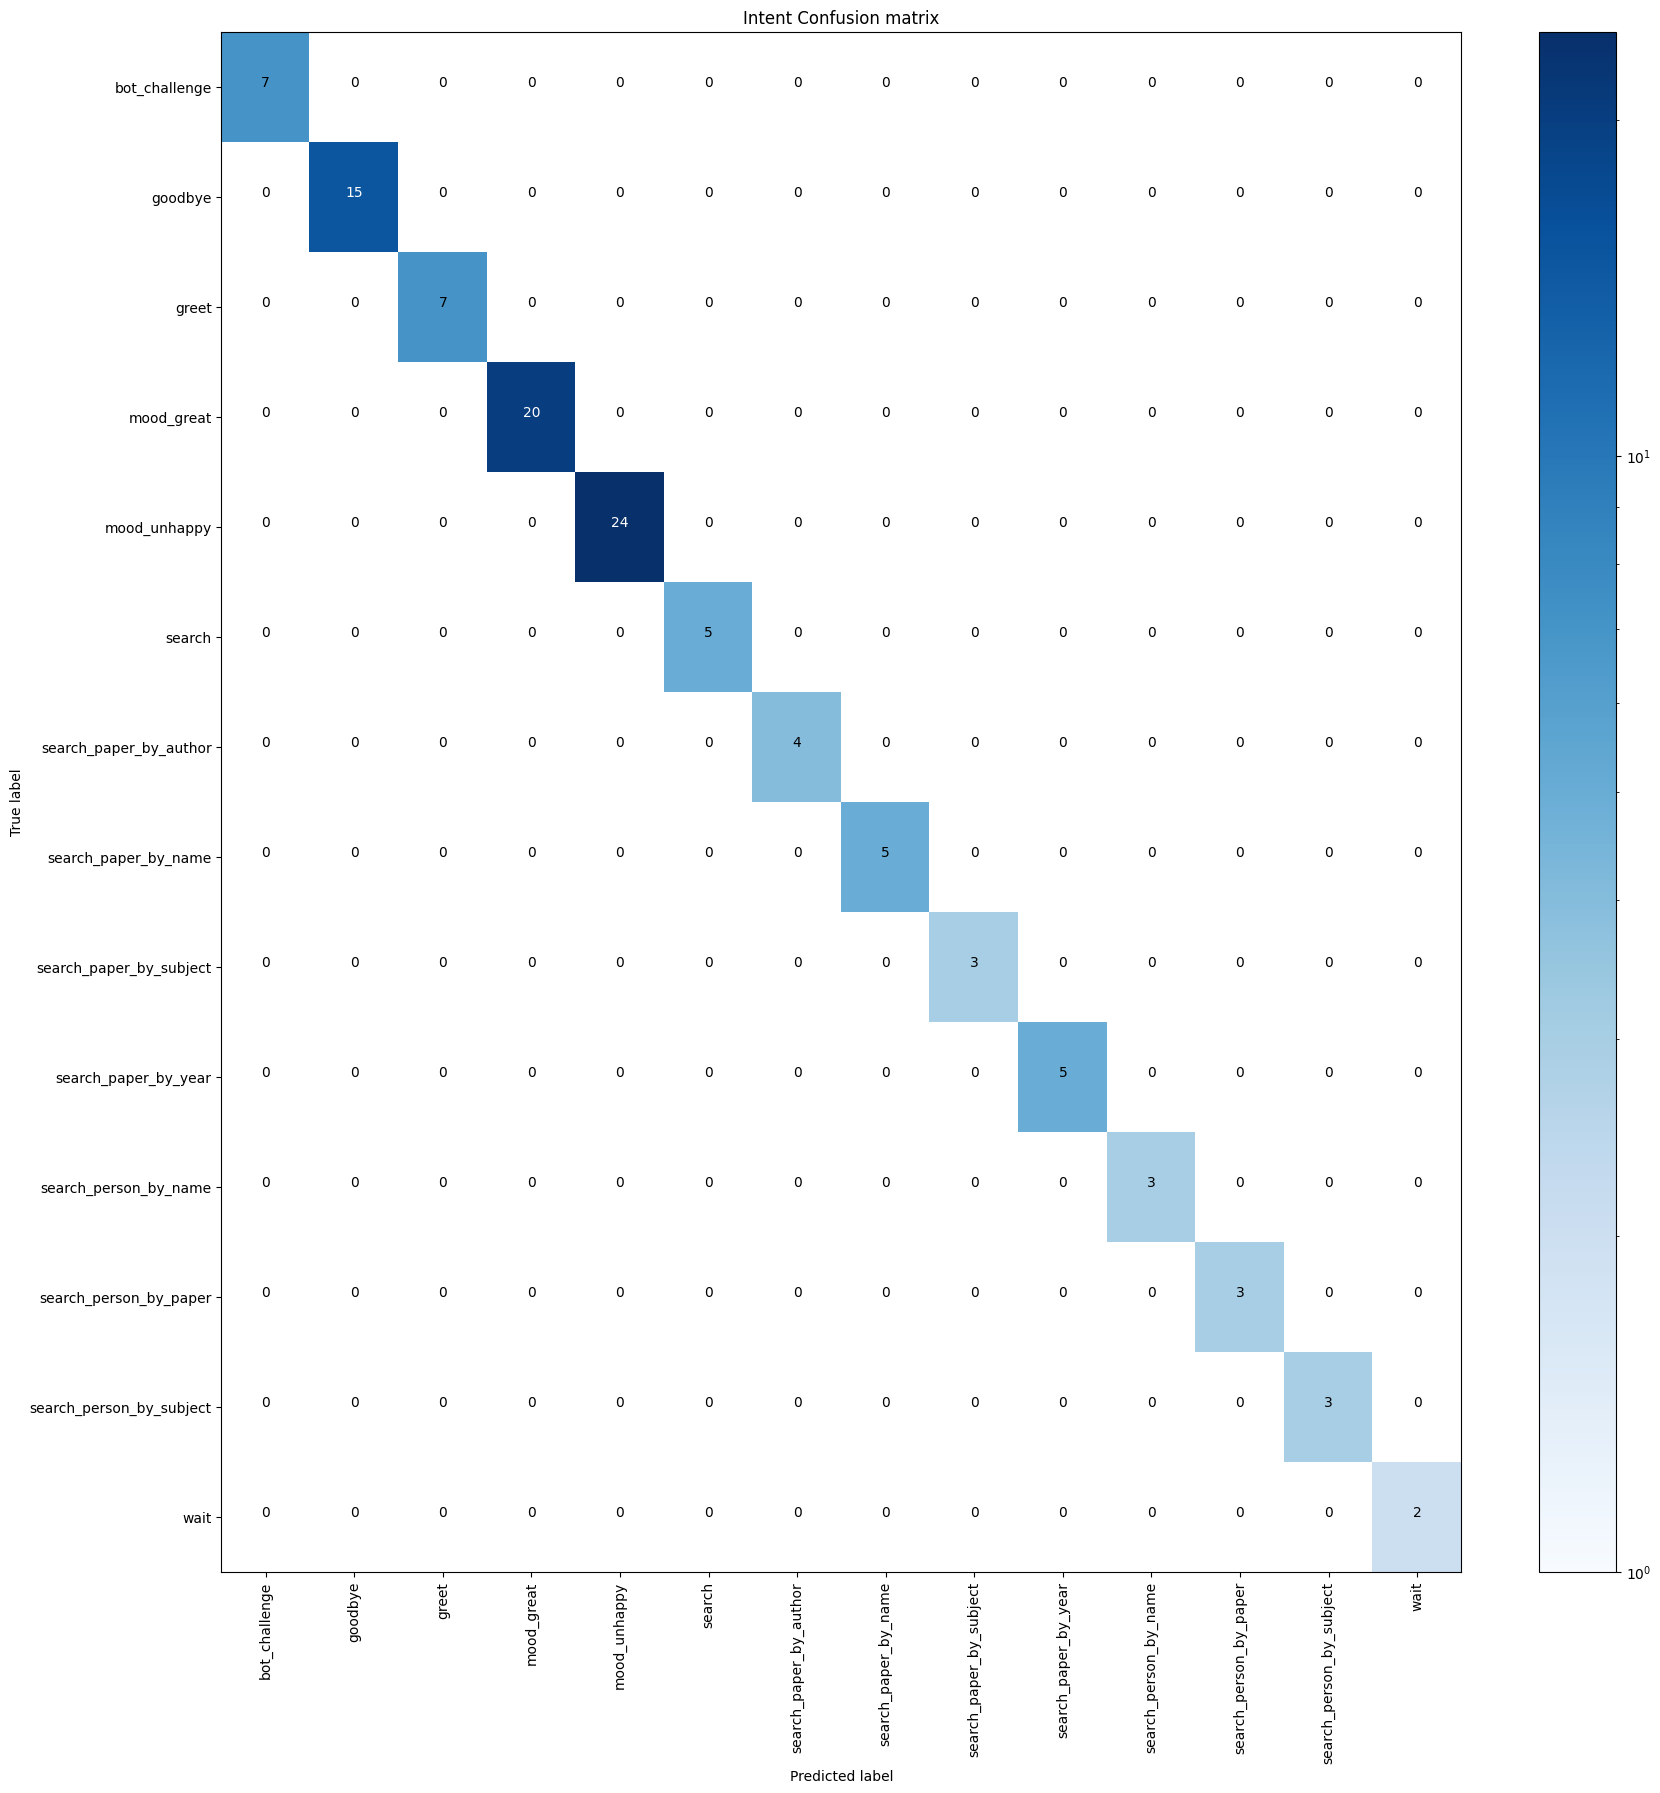 Intent Confusion matrix
bot_challenge 7 0 0 0 0 0 0 0 0 0 0 0 0 0
goodbye 0 15 0 0 0 0 0 0 0 0 0 0 0 0
greet 0 0 7 0 0 0 0 0 0 0 0 0 0 0
mood_great 0 0 0 20 0 0 0 0 0 0 0 0 0 0
mood_unhappy 0 0 0 0 24 0 0 0 0 0 0 0 0 0
search 0 0 0 0 0 5 0 0 0 0 0 0 0 0
search_paper_by_author 0 0 0 0 0 0 4 0 0 0 0 0 0 0
search_paper_by_name 0 0 0 0 0 0 0 5 0 0 0 0 0 0
search_paper_by_subject 0 0 0 0 0 0 0 0 3 0 0 0 0 0
search_paper_by_year 0 0 0 0 0 0 0 0 0 5 0 0 0 0
search_person_by_name 0 0 0 0 0 0 0 0 0 0 3 0 0 0
search_person_by_paper 0 0 0 0 0 0 0 0 0 0 0 3 0 0
search_person_by_subject 0 0 0 0 0 0 0 0 0 0 0 0 3 0
wait 0 0 0 0 0 0 0 0 0 0 0 0 0 2
True label
bot_challenge
goodbye
greet
mood_great
mood_unhappy
search
search_paper_by_author
search_paper_by_name
search_paper_by_subject
search_paper_by_year
search_person_by_name
search_person_by_paper
search_person_by_subject
wait
Predicted label
10¹
10⁰